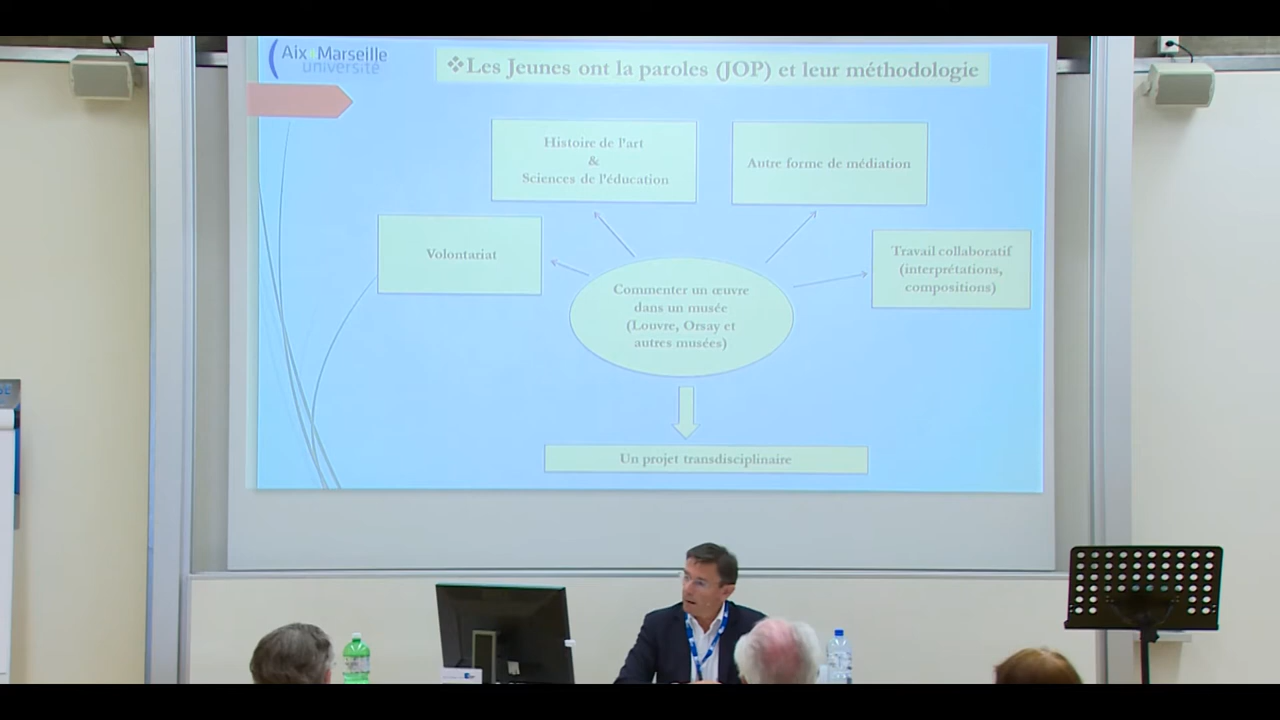 Aix Marseille
université
❖Les Jeunes ont la paroles (JOP) et leur méthodologie
Histoire de l'art
&
Sciences de l'éducation
Autre forme de médiation
Volontariat
Travail collaboratif
(interprétations,
compositions)
Commenter un œuvre
dans un musée
(Louvre, Orsay et
autres musées)
Un projet transdisciplinaire